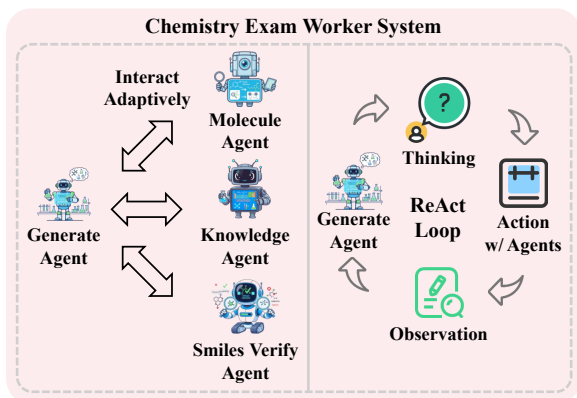 Chemistry Exam Worker System
Interact
Adaptively
Molecule
Agent
Generate
Agent
Knowledge
Agent
Smiles Verify
Agent
?
Thinking
Generate
Agent
ReAct
Loop
Action
w/ Agents
Observation